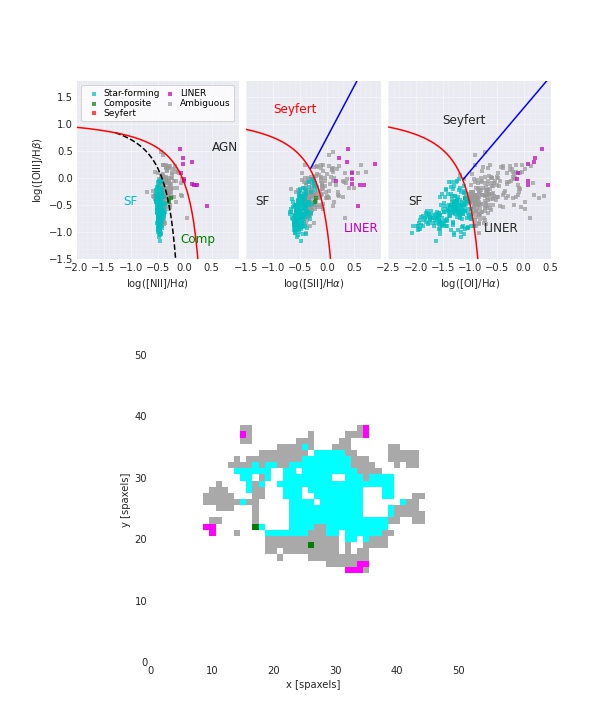 Star-forming
Composite
Seyfert
LINER
Ambiguous
1.5
1.0
0.5
0.0
−0.5
−1.0
−1.5
log([OIII]/Hβ)
AGN
SF
Comp
−2.0 −1.5 −1.0 −0.5 0.0 0.5
log([NII]/Hα)
Seyfert
SF
LINER
−1.5 −1.0 −0.5 0.0 0.5
log([SII]/Hα)
Seyfert
SF
LINER
−2.5 −2.0 −1.5 −1.0 −0.5 0.0 0.5
log([OI]/Hα)
50
40
30
20
10
0
y [spaxels]
0 10 20 30 40 50
x [spaxels]